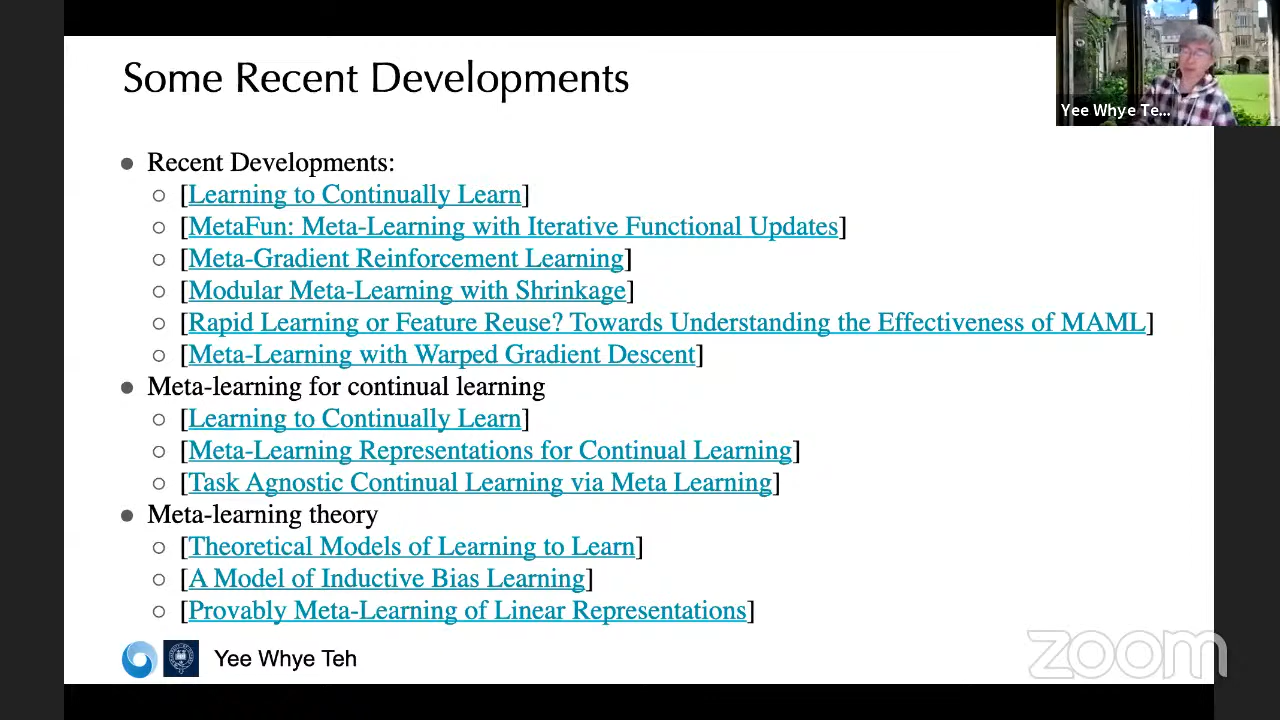 Some Recent Developments
Yee Whye Te...
● Recent Developments:
○ [Learning to Continually Learn]
○ [MetaFun: Meta-Learning with Iterative Functional Updates]
○ [Meta-Gradient Reinforcement Learning]
○ [Modular Meta-Learning with Shrinkage]
○ [Rapid Learning or Feature Reuse? Towards Understanding the Effectiveness of MAML]
○ [Meta-Learning with Warped Gradient Descent]
● Meta-learning for continual learning
○ [Learning to Continually Learn]
○ [Meta-Learning Representations for Continual Learning]
○ [Task Agnostic Continual Learning via Meta Learning]
● Meta-learning theory
○ [Theoretical Models of Learning to Learn]
○ [A Model of Inductive Bias Learning]
○ [Provably Meta-Learning of Linear Representations]
Yee Whye Teh
zoom